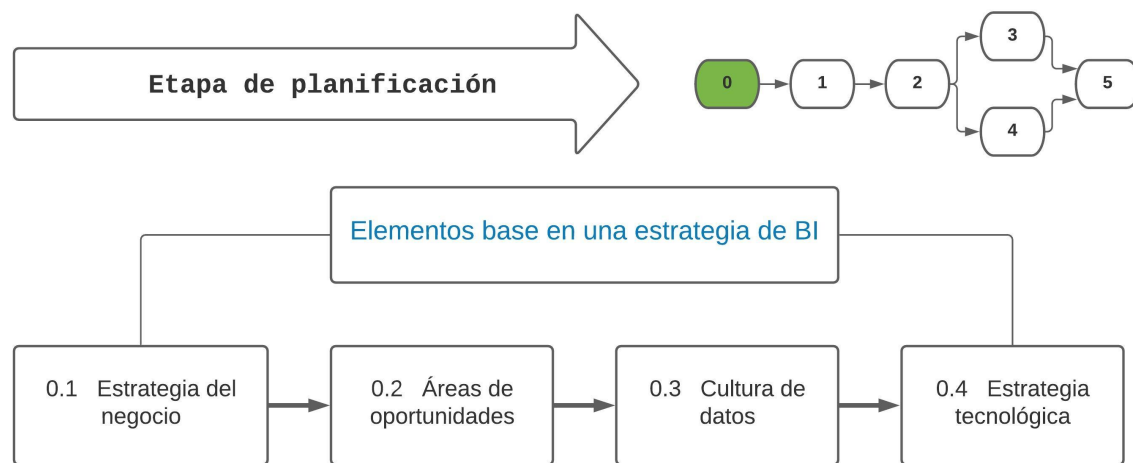 Etapa de planificación
0
1
2
3
4
5
Elementos base en una estrategia de BI
0.1 Estrategia del
negocio
0.2 Áreas de
oportunidades
0.3 Cultura de
datos
0.4 Estrategia
tecnológica